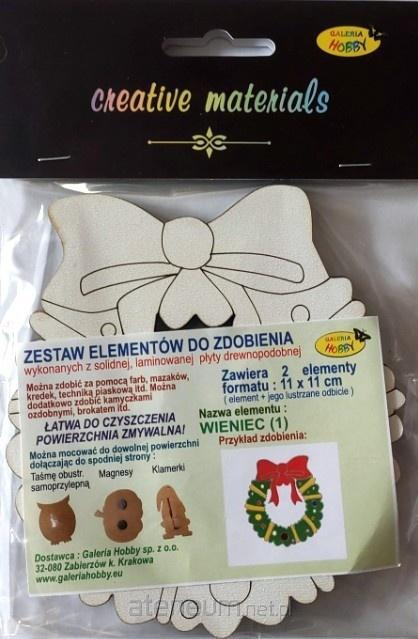 GALERIA
HOBBY
creative materials
ZESTAW ELEMENTÓW DO ZDOBIENIA
wykonanych z solidnej, laminowanej płyty drewnopodobnej
GALERIA
HOBBY
Można zdobić za pomocą farb, mazaków,
kredek, techniką piaskową itd. Można
dodatkowo zdobić kamyczkami
ozdobnymi, brokatem itd.
ŁATWA DO CZYSZCZENIA
POWIERZCHNIA ZMYWALNA!
Można mocować do dowolnej powierzchni
dołączając do spodniej strony :
Taśmę obustr.
samoprzylepną
Magnesy
Klamerki
Zawiera 2 elementy
formatu : 11 x 11 cm
( element + jego lustrzane odbicie )
Nazwa elementu :
WIENIEC (1)
Przykład zdobienia:
Dostawca : Galeria Hobby sp. z o.o.
32-080 Zabierzów k. Krakowa
www.galeriahobby.eu
ateneum.net.pl